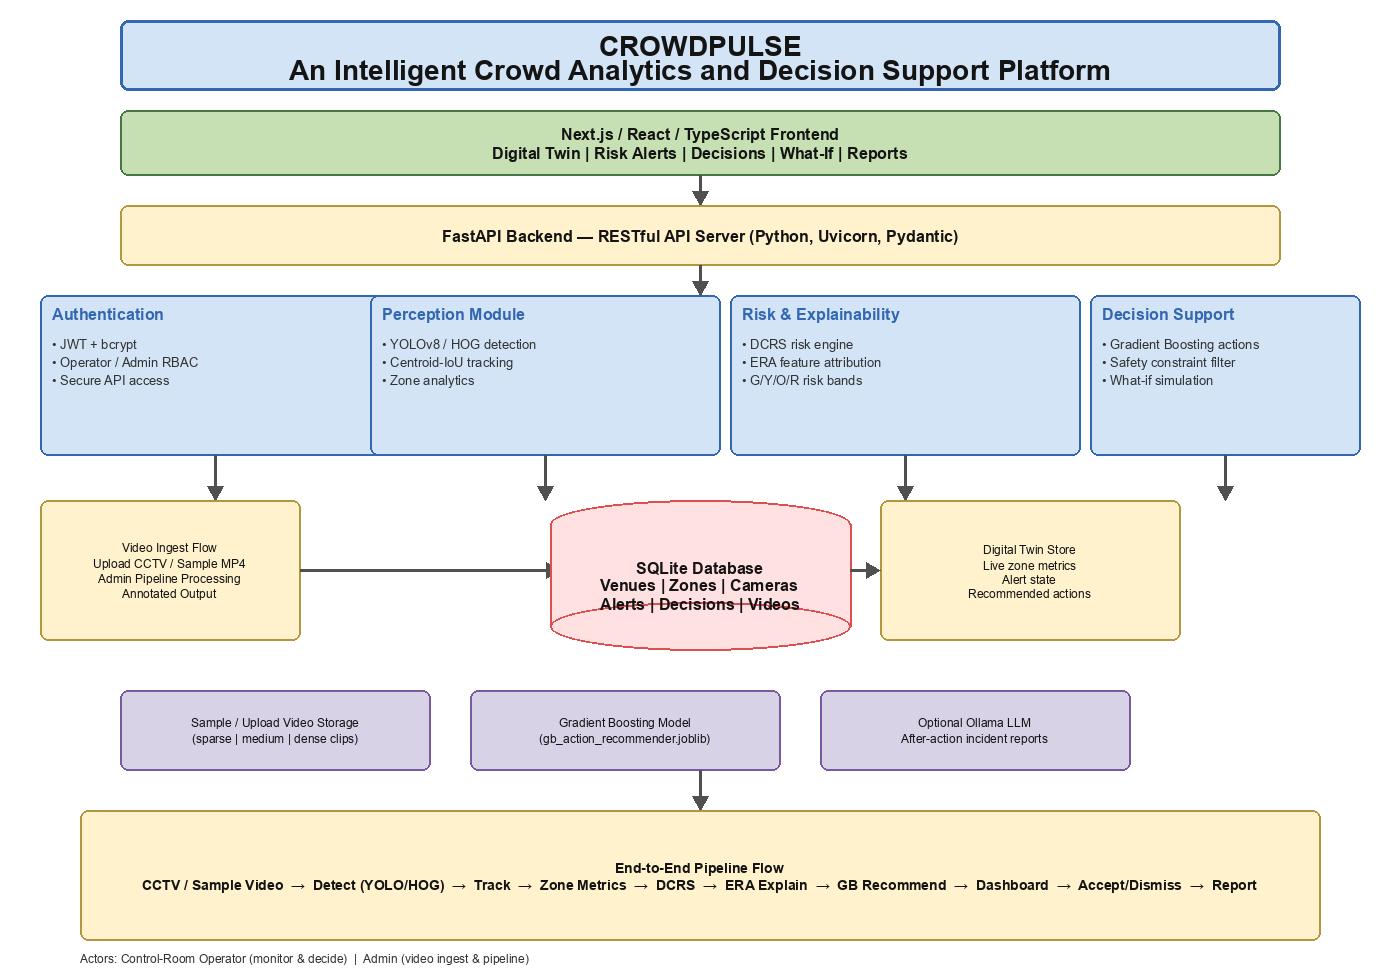 CROWDPULSE
An Intelligent Crowd Analytics and Decision Support Platform
Next.js / React / TypeScript Frontend
Digital Twin | Risk Alerts | Decisions | What-If | Reports
FastAPI Backend — RESTful API Server (Python, Uvicorn, Pydantic)
Authentication
• JWT + bcrypt
• Operator / Admin RBAC
• Secure API access
Perception Module
• YOLOv8 / HOG detection
• Centroid-IoU tracking
• Zone analytics
Risk & Explainability
• DCRS risk engine
• ERA feature attribution
• G/Y/O/R risk bands
Decision Support
• Gradient Boosting actions
• Safety constraint filter
• What-if simulation
Video Ingest Flow
Upload CCTV / Sample MP4
Admin Pipeline Processing
Annotated Output
SQLite Database
Venues | Zones | Cameras
Alerts | Decisions | Videos
Digital Twin Store
Live zone metrics
Alert state
Recommended actions
Sample / Upload Video Storage
(sparse | medium | dense clips)
Gradient Boosting Model
(gb_action_recommender.joblib)
Optional Ollama LLM
After-action incident reports
End-to-End Pipeline Flow
CCTV / Sample Video → Detect (YOLO/HOG) → Track → Zone Metrics → DCRS → ERA Explain → GB Recommend → Dashboard → Accept/Dismiss → Report
Actors: Control-Room Operator (monitor & decide) | Admin (video ingest & pipeline)